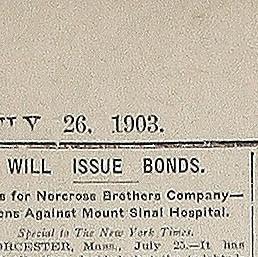 26, 1903.
WILL ISSUE BONDS.
for Norcross Brothers Company—
Against Mount Sinai Hospital.
Special to The New York Times.
Mass., July 25.—It has